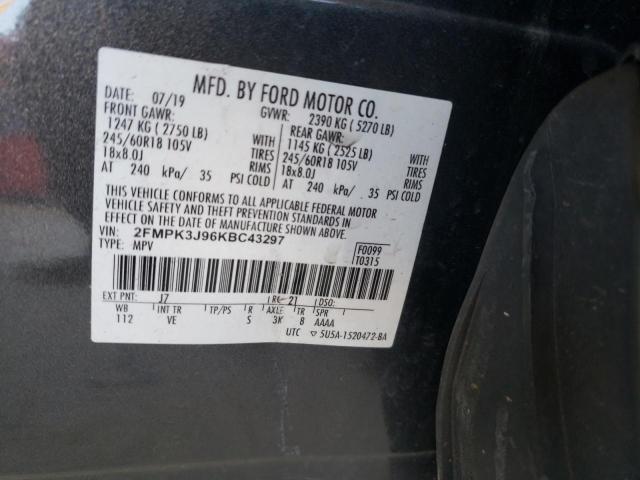 MFD. BY FORD MOTOR CO.
DATE: 07/19 GVWR: 2390 KG ( 5270 LB)
FRONT GAWR: REAR GAWR:
1247 KG ( 2750 LB) WITH 1145 KG ( 2525 LB) WITH
245/60R18 105V TIRES 245/60R18 105V TIRES
18x8.0J RIMS 18x8.0J RIMS
AT 240 kPa/ 35 PSI COLD AT 240 kPa/ 35 PSI COLD
THIS VEHICLE CONFORMS TO ALL APPLICABLE FEDERAL MOTOR
VEHICLE SAFETY AND THEFT PREVENTION STANDARDS IN
EFFECT ON THE DATE OF MANUFACTURE SHOWN ABOVE.
VIN: 2FMPK3J96KBC43297 F0099
TYPE: MPV T0315
EXT PNT: J7 RC: 21 DSO:
WB INT TR TP/PS R AXLE TR SPR
112 VE S 3K 8 AAAA
UTC 5U5A-1520472-BA